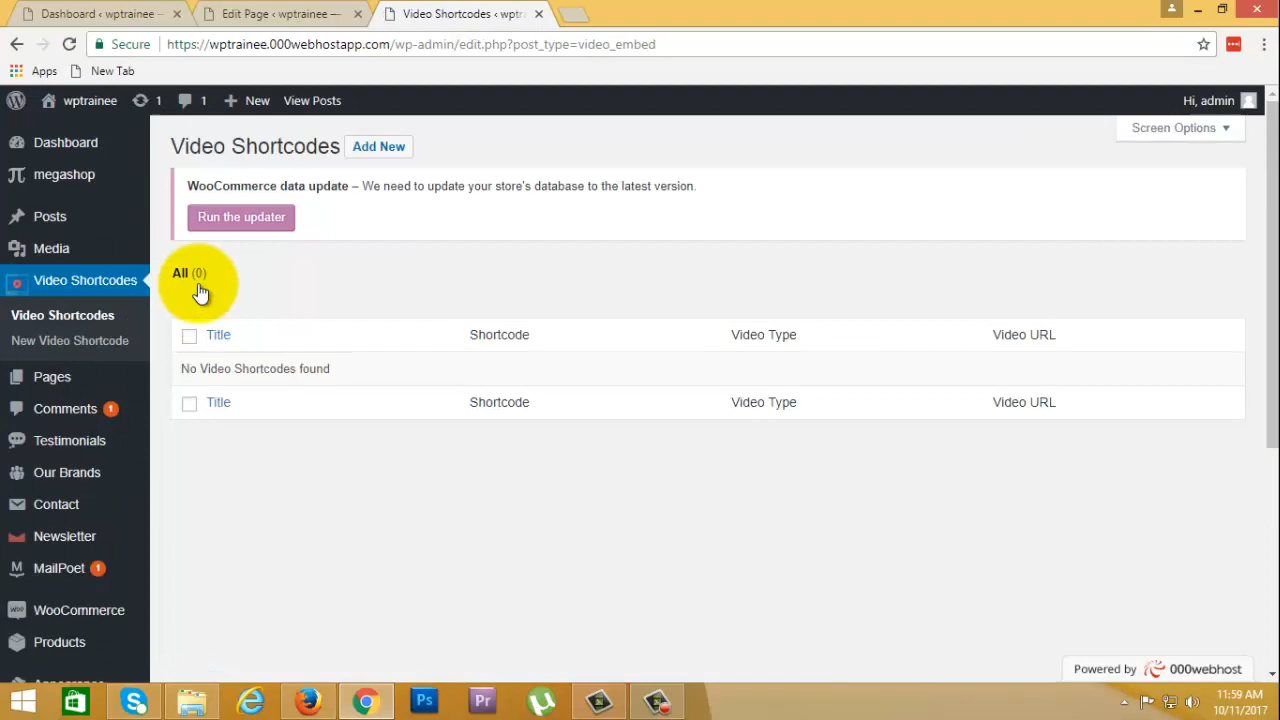 Dashboard ‹ wptrainee –
Edit Page ‹ wptrainee —
Video Shortcodes ‹ wptra
Secure
https://wptrainee.000webhostapp.com/wp-admin/edit.php?post_type=video_embed
Apps
New Tab
wptrainee
1
1
New
View Posts
Hi, admin
Dashboard
megashop
Posts
Media
Video Shortcodes
Video Shortcodes
New Video Shortcode
Pages
Comments 1
Testimonials
Our Brands
Contact
Newsletter
MailPoet 1
WooCommerce
Products
Screen Options
Video Shortcodes
Add New
WooCommerce data update – We need to update your store's database to the latest version.
Run the updater
All (0)
Title Shortcode Video Type Video URL
No Video Shortcodes found
Title Shortcode Video Type Video URL
Powered by 000webhost
Ps
Pr
11:59 AM
10/11/2017